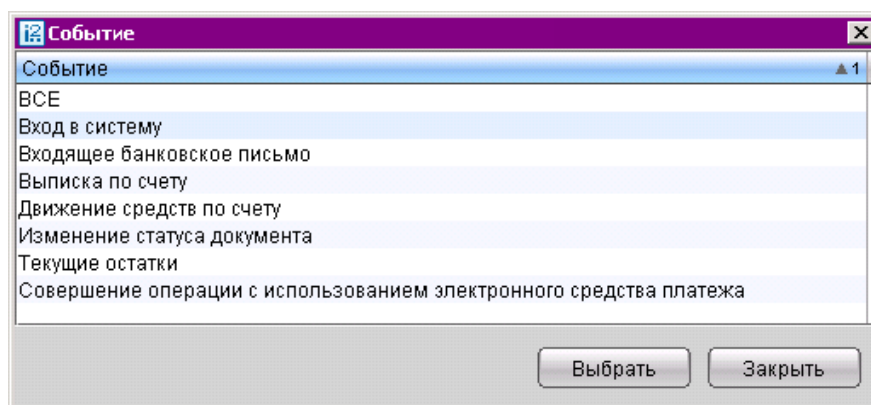 Событие
Событие ▲1
ВСЕ
Вход в систему
Входящее банковское письмо
Выписка по счету
Движение средств по счету
Изменение статуса документа
Текущие остатки
Совершение операции с использованием электронного средства платежа
Выбрать Закрыть